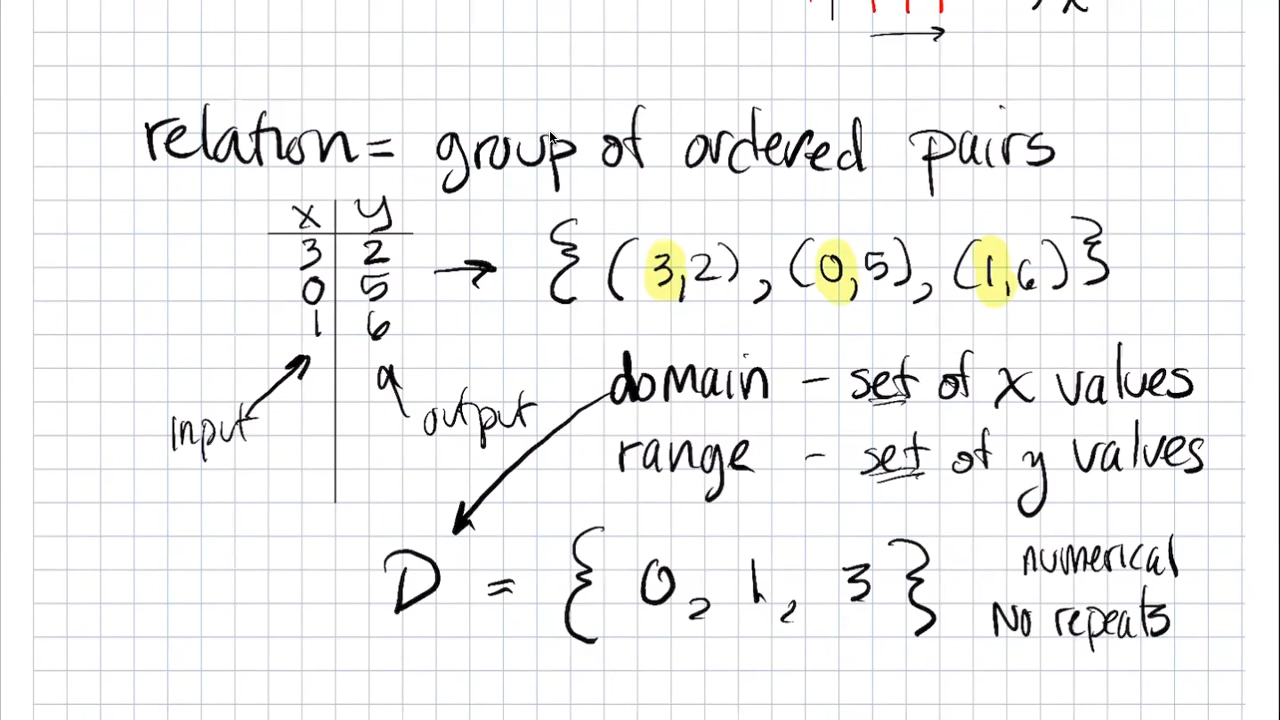 x
relation = group of ordered pairs
x y
3 2 → { (3,2), (0,5), (1,6) }
0 5
1 6
domain - set of x values
input output
range - set of y values
D = { 0, 1, 3 } numerical
No repeats